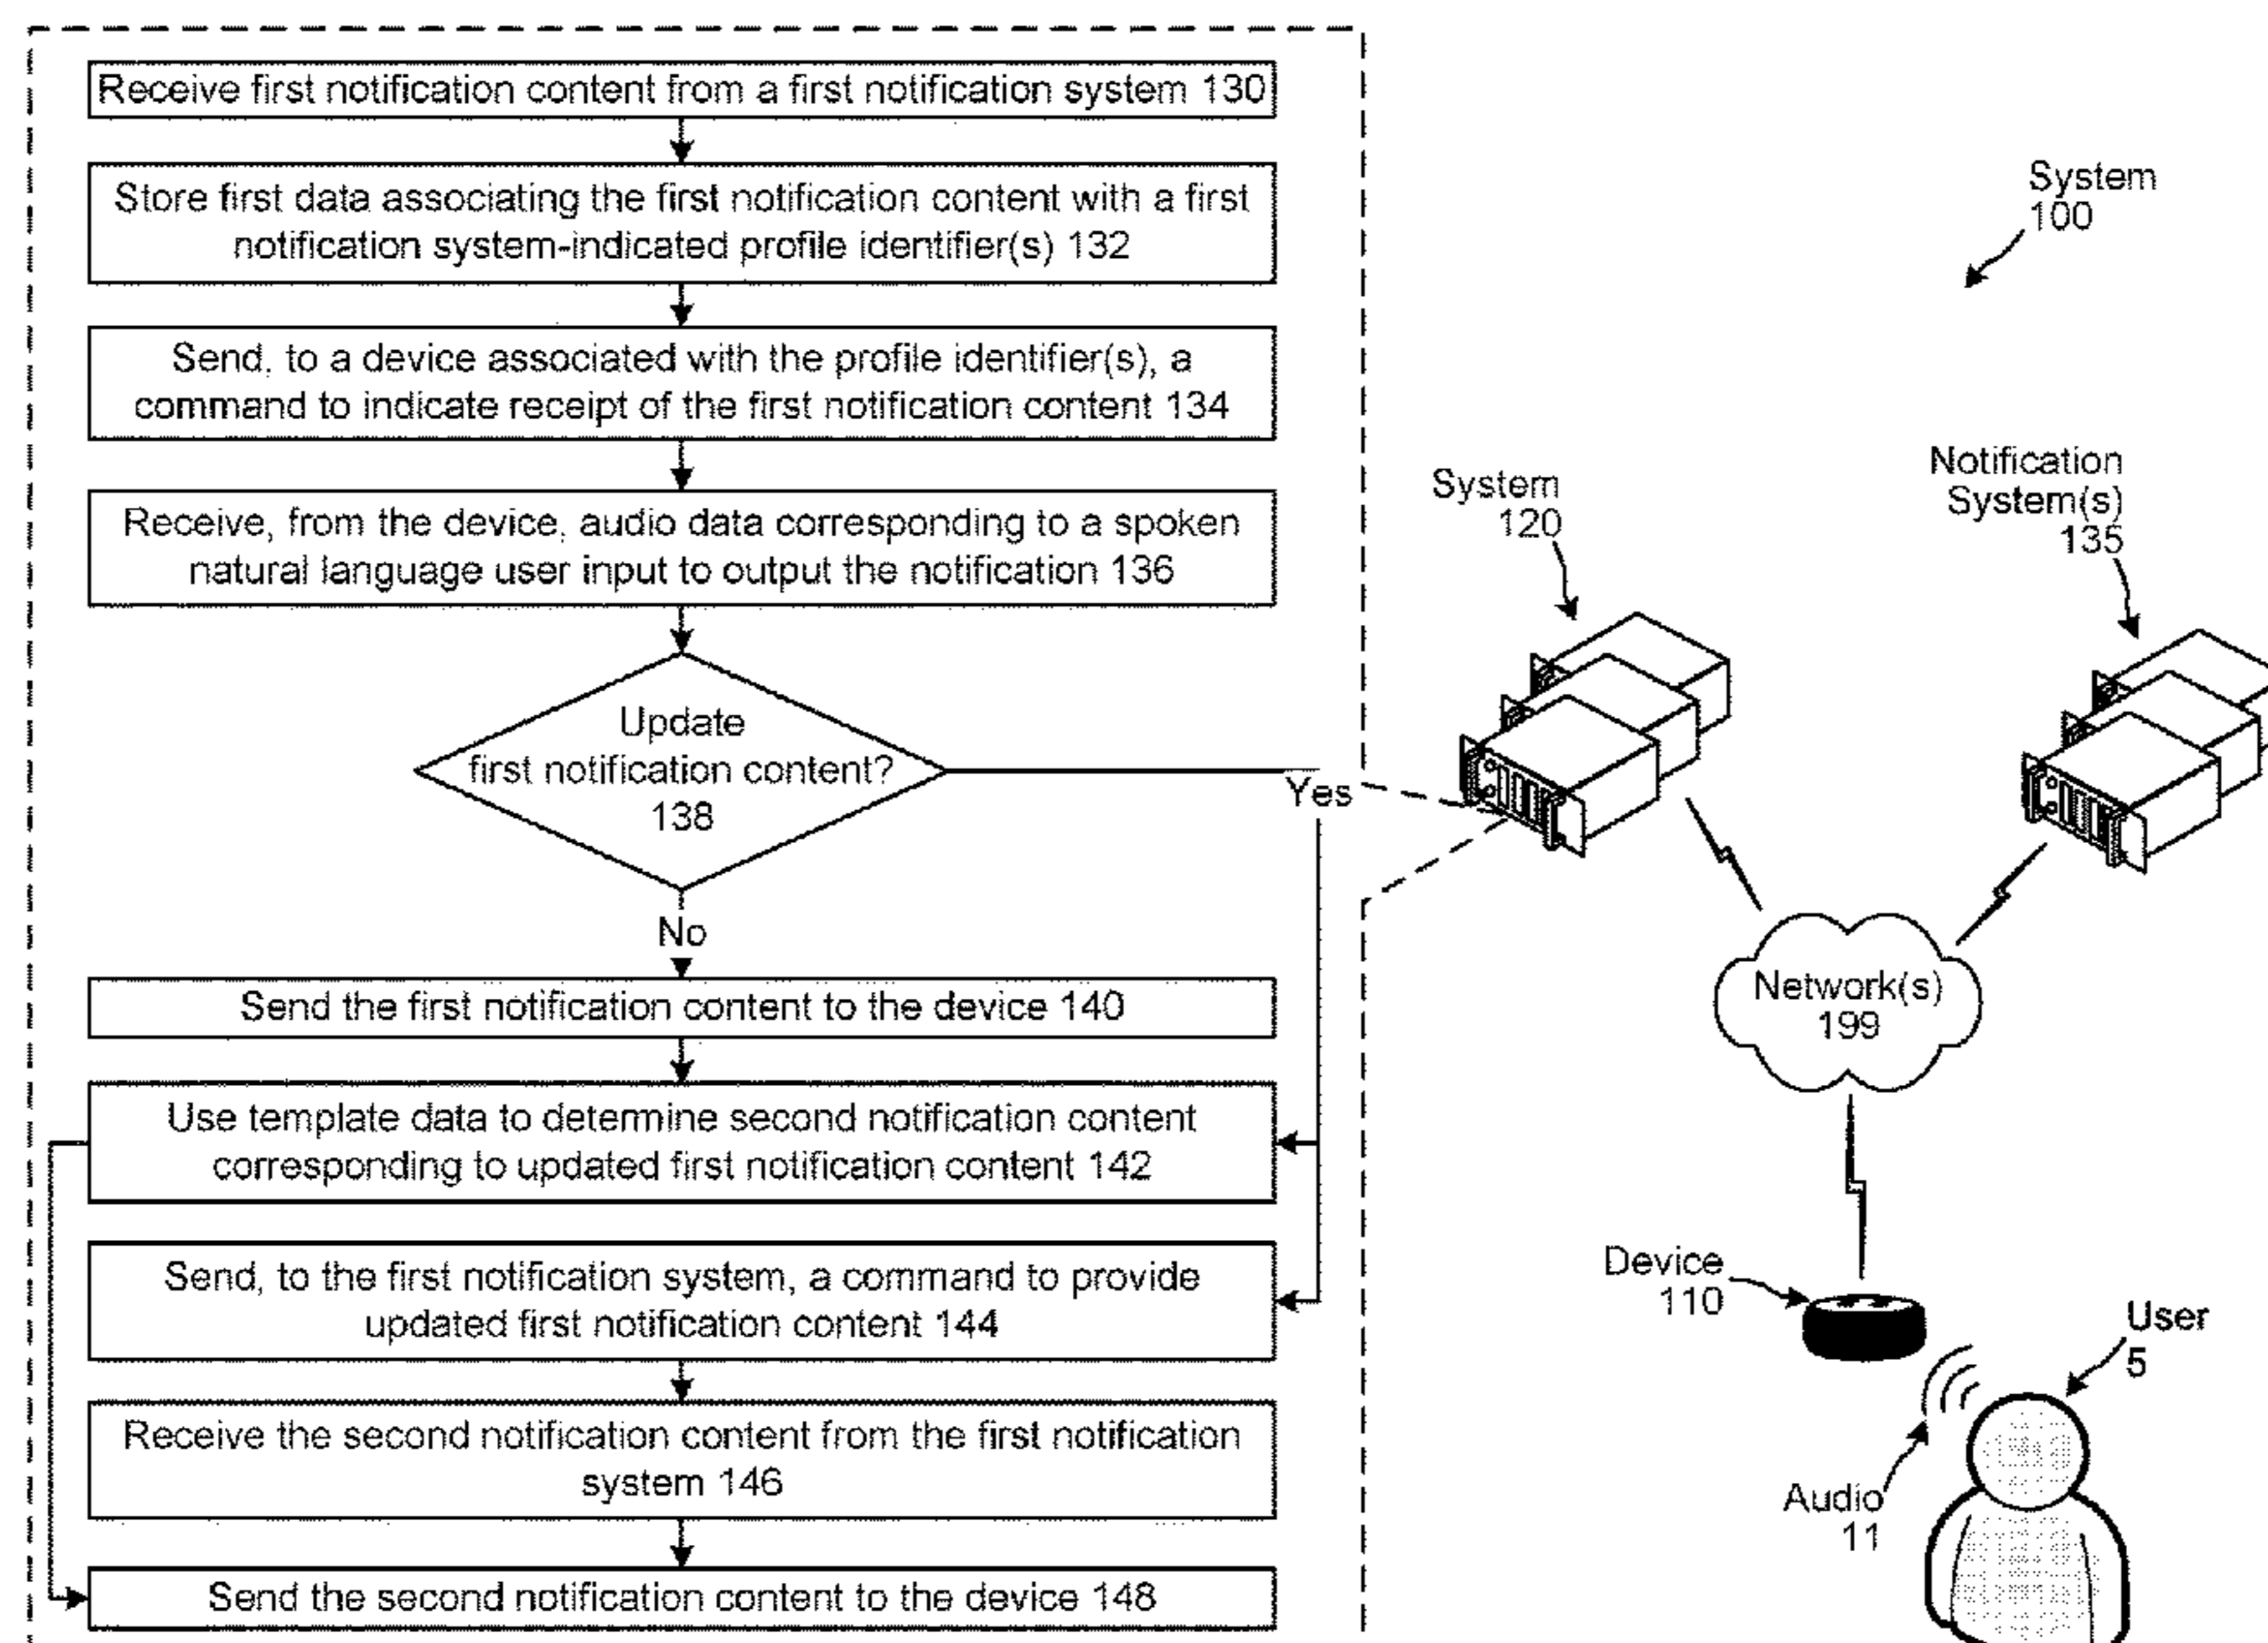 Receive first notification content from a first notification system 130
Store first data associating the first notification content with a first
notification system-indicated profile identifier(s) 132
Send, to a device associated with the profile identifier(s), a
command to indicate receipt of the first notification content 134
Receive, from the device, audio data corresponding to a spoken
natural language user input to output the notification 136
Update
first notification content?
138
Yes
No
Send the first notification content to the device 140
Use template data to determine second notification content
corresponding to updated first notification content 142
Send, to the first notification system, a command to provide
updated first notification content 144
Receive the second notification content from the first notification
system 146
Send the second notification content to the device 148
System
100
System
120
Notification
System(s)
135
Network(s)
199
Device
110
User
5
Audio
11